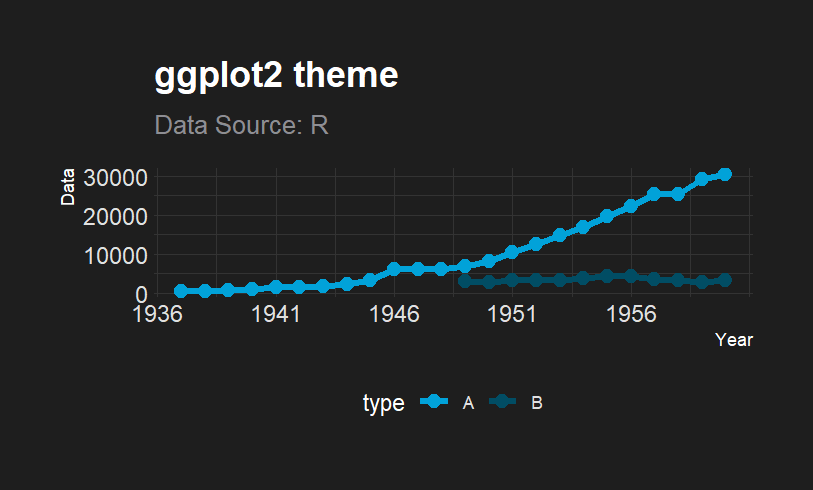 ggplot2 theme
Data Source: R
Data
30000
20000
10000
0
1936 1941 1946 1951 1956
Year
type A B